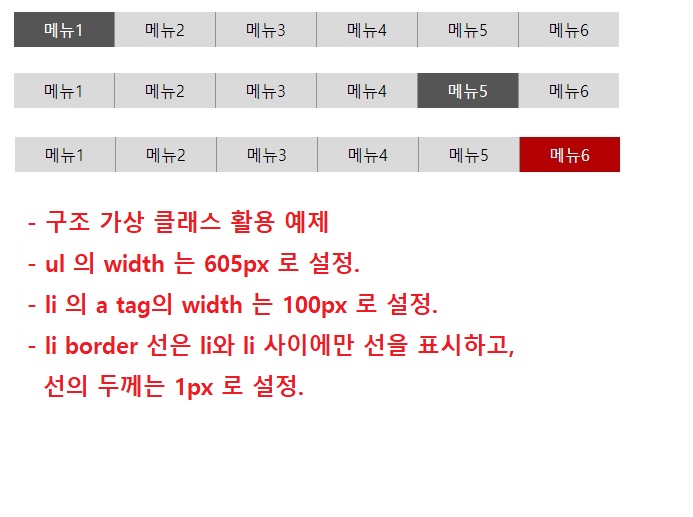 메뉴1 메뉴2 메뉴3 메뉴4 메뉴5 메뉴6
메뉴1 메뉴2 메뉴3 메뉴4 메뉴5 메뉴6
메뉴1 메뉴2 메뉴3 메뉴4 메뉴5 메뉴6
- 구조 가상 클래스 활용 예제
- ul 의 width 는 605px 로 설정.
- li 의 a tag의 width 는 100px 로 설정.
- li border 선은 li와 li 사이에만 선을 표시하고,
선의 두께는 1px 로 설정.